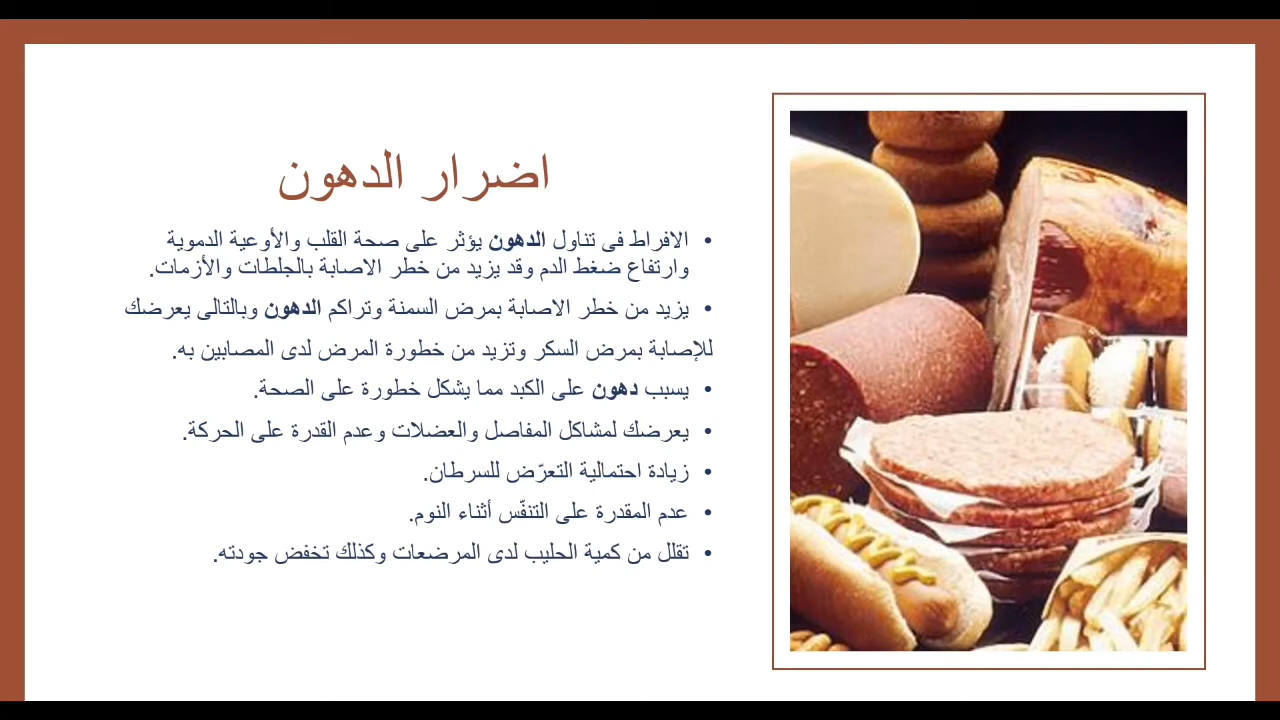 اضرار الدهون
• الافراط فى تناول الدهون يؤثر على صحة القلب والأوعية الدموية
وارتفاع ضغط الدم وقد يزيد من خطر الاصابة بالجلطات والأزمات.
• يزيد من خطر الاصابة بمرض السمنة وتراكم الدهون وبالتالى يعرضك
للإصابة بمرض السكر وتزيد من خطورة المرض لدى المصابين به.
• يسبب دهون على الكبد مما يشكل خطورة على الصحة.
• يعرضك لمشاكل المفاصل والعضلات وعدم القدرة على الحركة.
• زيادة احتمالية التعرّض للسرطان.
• عدم المقدرة على التنفّس أثناء النوم.
• تقلل من كمية الحليب لدى المرضعات وكذلك تخفض جودته.